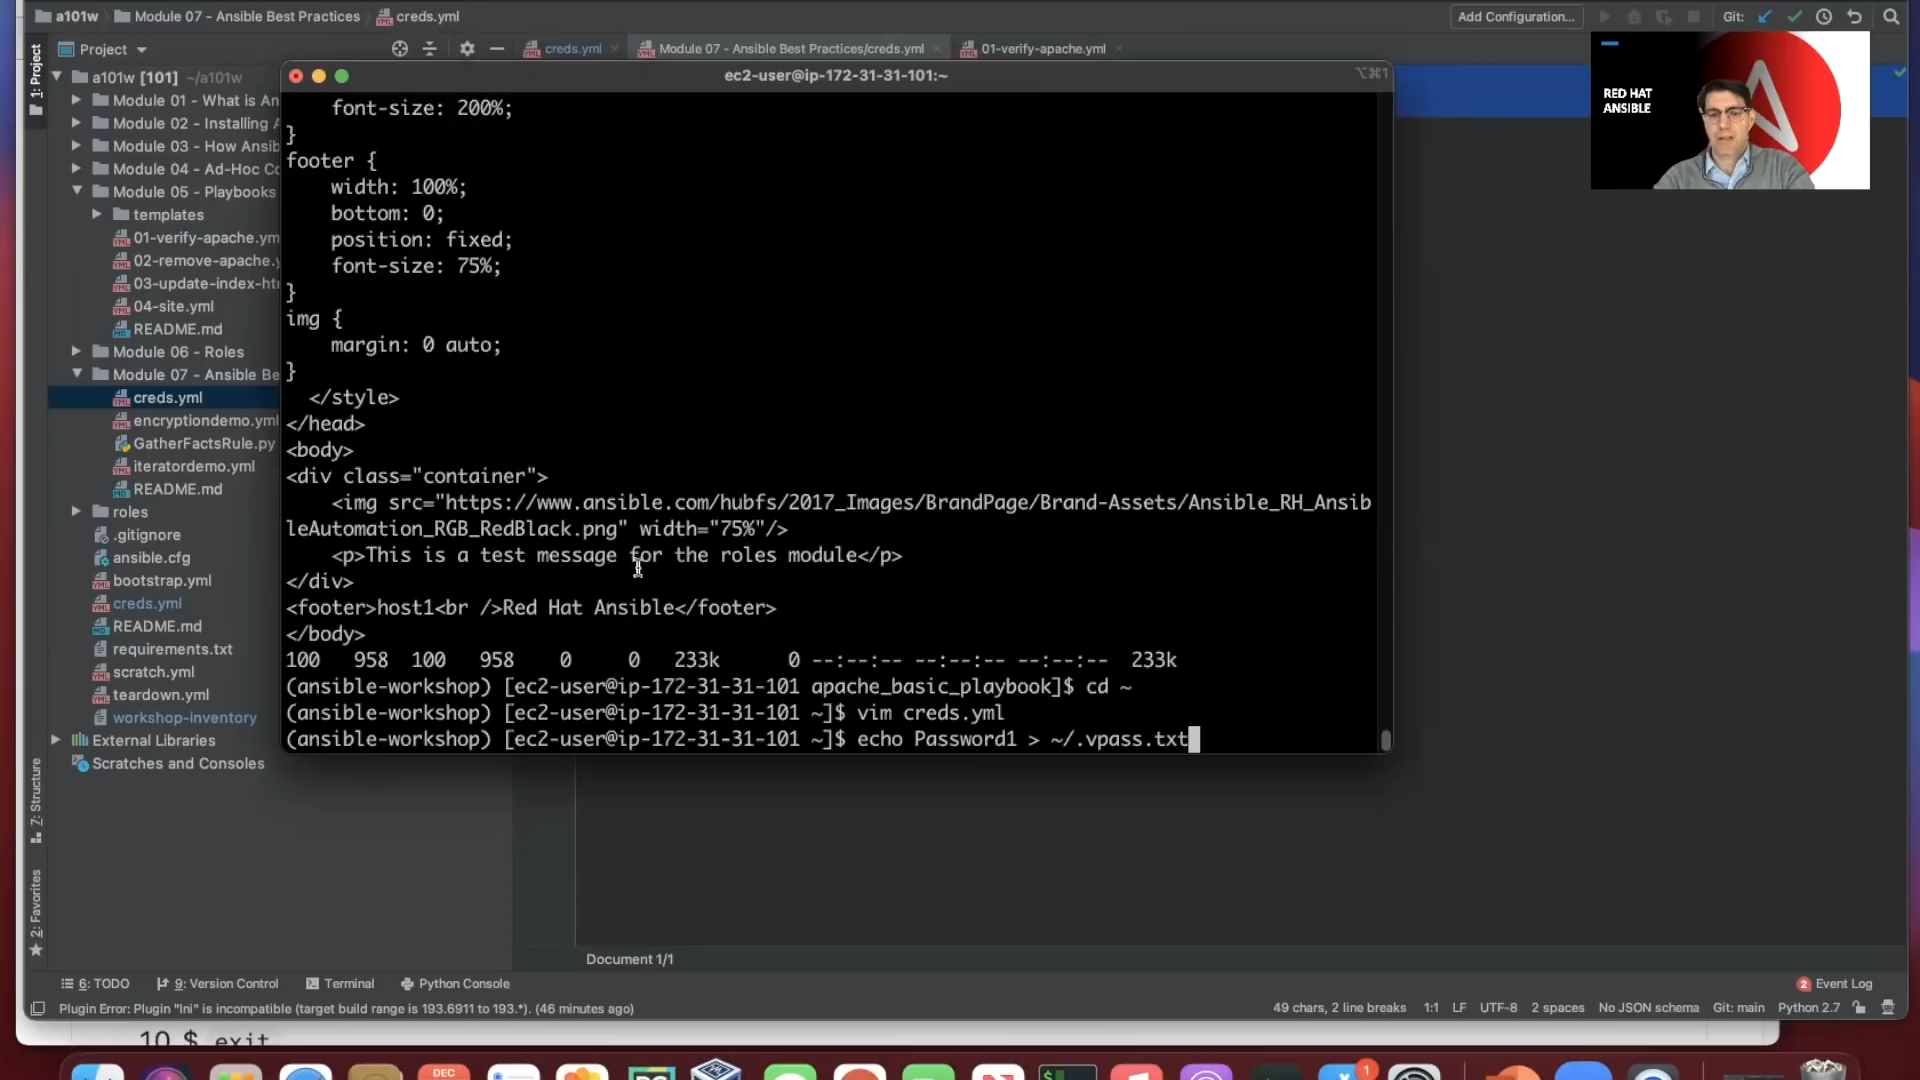 a101w
Module 07 - Ansible Best Practices
creds.yml
Add Configuration...
Git:
Project
creds.yml
Module 07 - Ansible Best Practices/creds.yml
01-verify-apache.yml
1: Project
a101w [101] ~/a101w
Module 01 - What is An
Module 02 - Installing A
Module 03 - How Ansib
Module 04 - Ad-Hoc Co
Module 05 - Playbooks
templates
01-verify-apache.ym
02-remove-apache.y
03-update-index-htm
04-site.yml
README.md
Module 06 - Roles
Module 07 - Ansible Be
creds.yml
encryptiondemo.yml
GatherFactsRule.py
iteratordemo.yml
README.md
roles
.gitignore
ansible.cfg
bootstrap.yml
creds.yml
README.md
requirements.txt
scratch.yml
teardown.yml
workshop-inventory
External Libraries
Scratches and Consoles
7: Structure
2: Favorites
ec2-user@ip-172-31-31-101:~
⌥⌘1
font-size: 200%;
}
footer {
width: 100%;
bottom: 0;
position: fixed;
font-size: 75%;
}
img {
margin: 0 auto;
}
</style>
</head>
<body>
<div class="container">
<img src="https://www.ansible.com/hubfs/2017_Images/BrandPage/Brand-Assets/Ansible_RH_Ansib
leAutomation_RGB_RedBlack.png" width="75%"/>
<p>This is a test message for the roles module</p>
</div>
<footer>host1<br />Red Hat Ansible</footer>
</body>
100 958 100 958 0 0 233k 0 --:--:-- --:--:-- --:--:-- 233k
(ansible-workshop) [ec2-user@ip-172-31-31-101 apache_basic_playbook]$ cd ~
(ansible-workshop) [ec2-user@ip-172-31-31-101 ~]$ vim creds.yml
(ansible-workshop) [ec2-user@ip-172-31-31-101 ~]$ echo Password1 > ~/.vpass.txt
RED HAT
ANSIBLE
Document 1/1
6: TODO
9: Version Control
Terminal
Python Console
2 Event Log
Plugin Error: Plugin "Ini" is incompatible (target build range is 193.6911 to 193.*). (46 minutes ago)
49 chars, 2 line breaks
1:1
LF
UTF-8
2 spaces
No JSON schema
Git: main
Python 2.7
10 $ exit
DEC
1